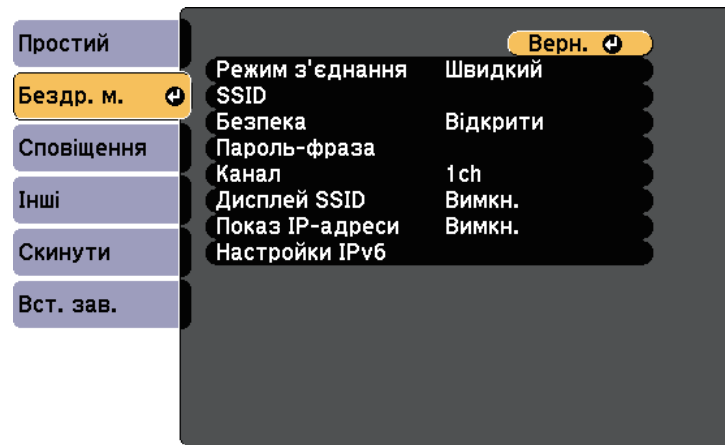 Простий
Бездр. м.
Сповіщення
Інші
Скинути
Вст. зав.
Верн.
Режим з'єднання Швидкий
SSID
Безпека Відкрити
Пароль-фраза
Канал 1ch
Дисплей SSID Вимкн.
Показ IP-адреси Вимкн.
Настройки IPv6